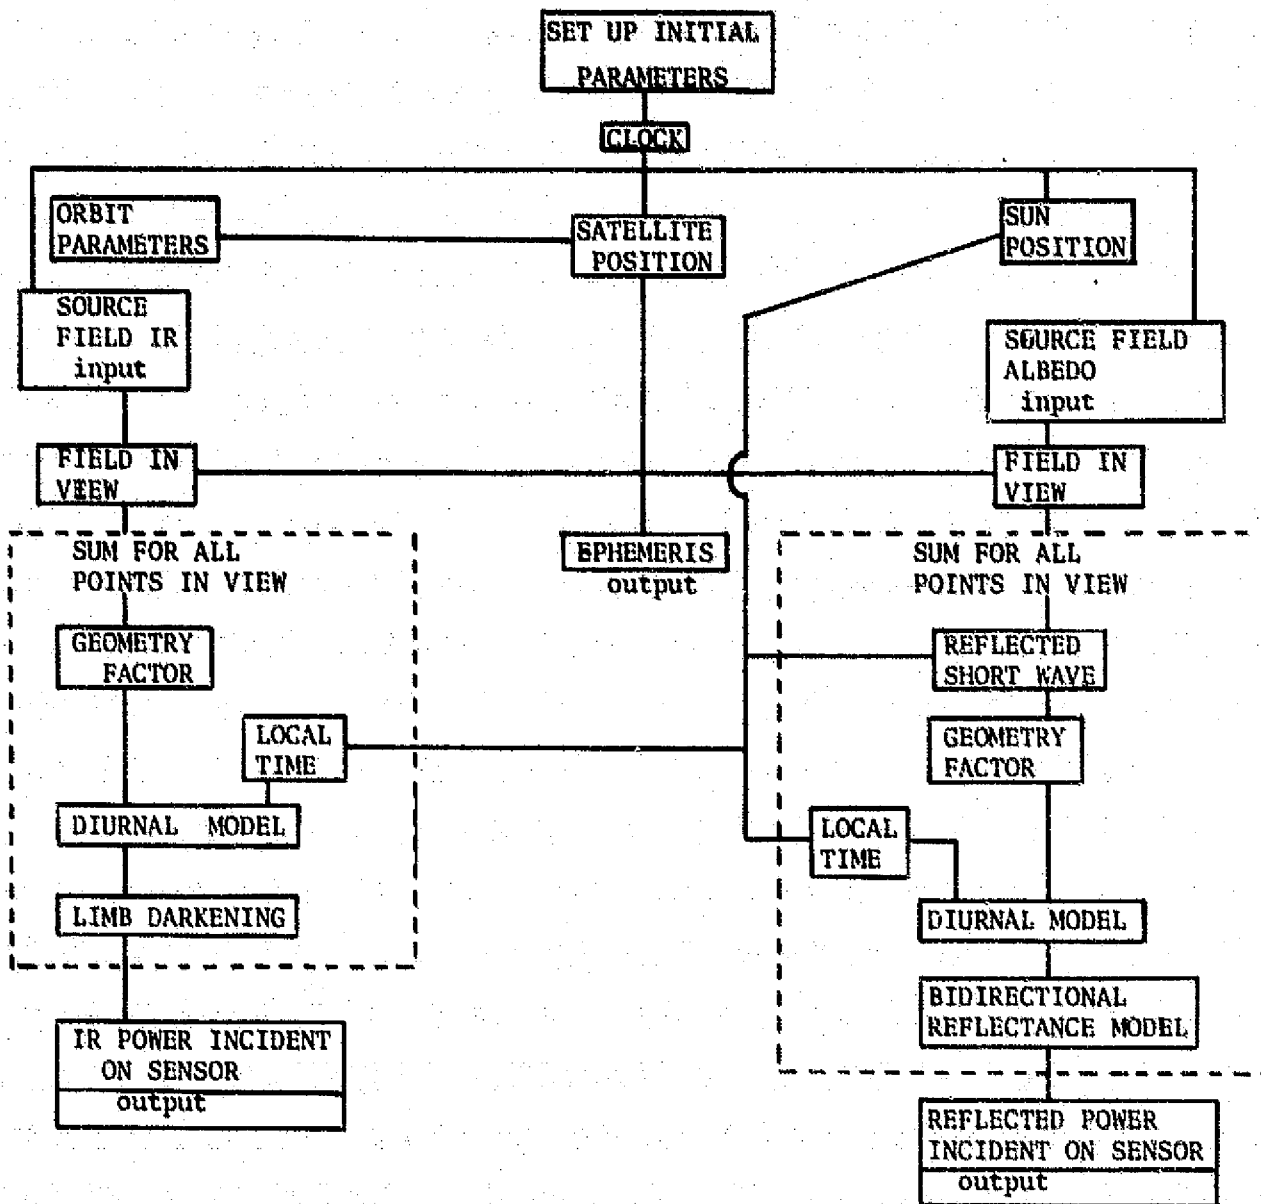 SET UP INITIAL
PARAMETERS
CLOCK
ORBIT
PARAMETERS
SATELLITE
POSITION
SUN
POSITION
SOURCE
FIELD IR
input
SOURCE FIELD
ALBEDO
input
FIELD IN
VIEW
FIELD IN
VIEW
SUM FOR ALL
POINTS IN VIEW
EPHEMERIS
output
SUM FOR ALL
POINTS IN VIEW
GEOMETRY
FACTOR
REFLECTED
SHORT WAVE
LOCAL
TIME
GEOMETRY
FACTOR
DIURNAL MODEL
LOCAL
TIME
LIMB DARKENING
DIURNAL MODEL
BIDIRECTIONAL
REFLECTANCE MODEL
IR POWER INCIDENT
ON SENSOR
output
REFLECTED POWER
INCIDENT ON SENSOR
output